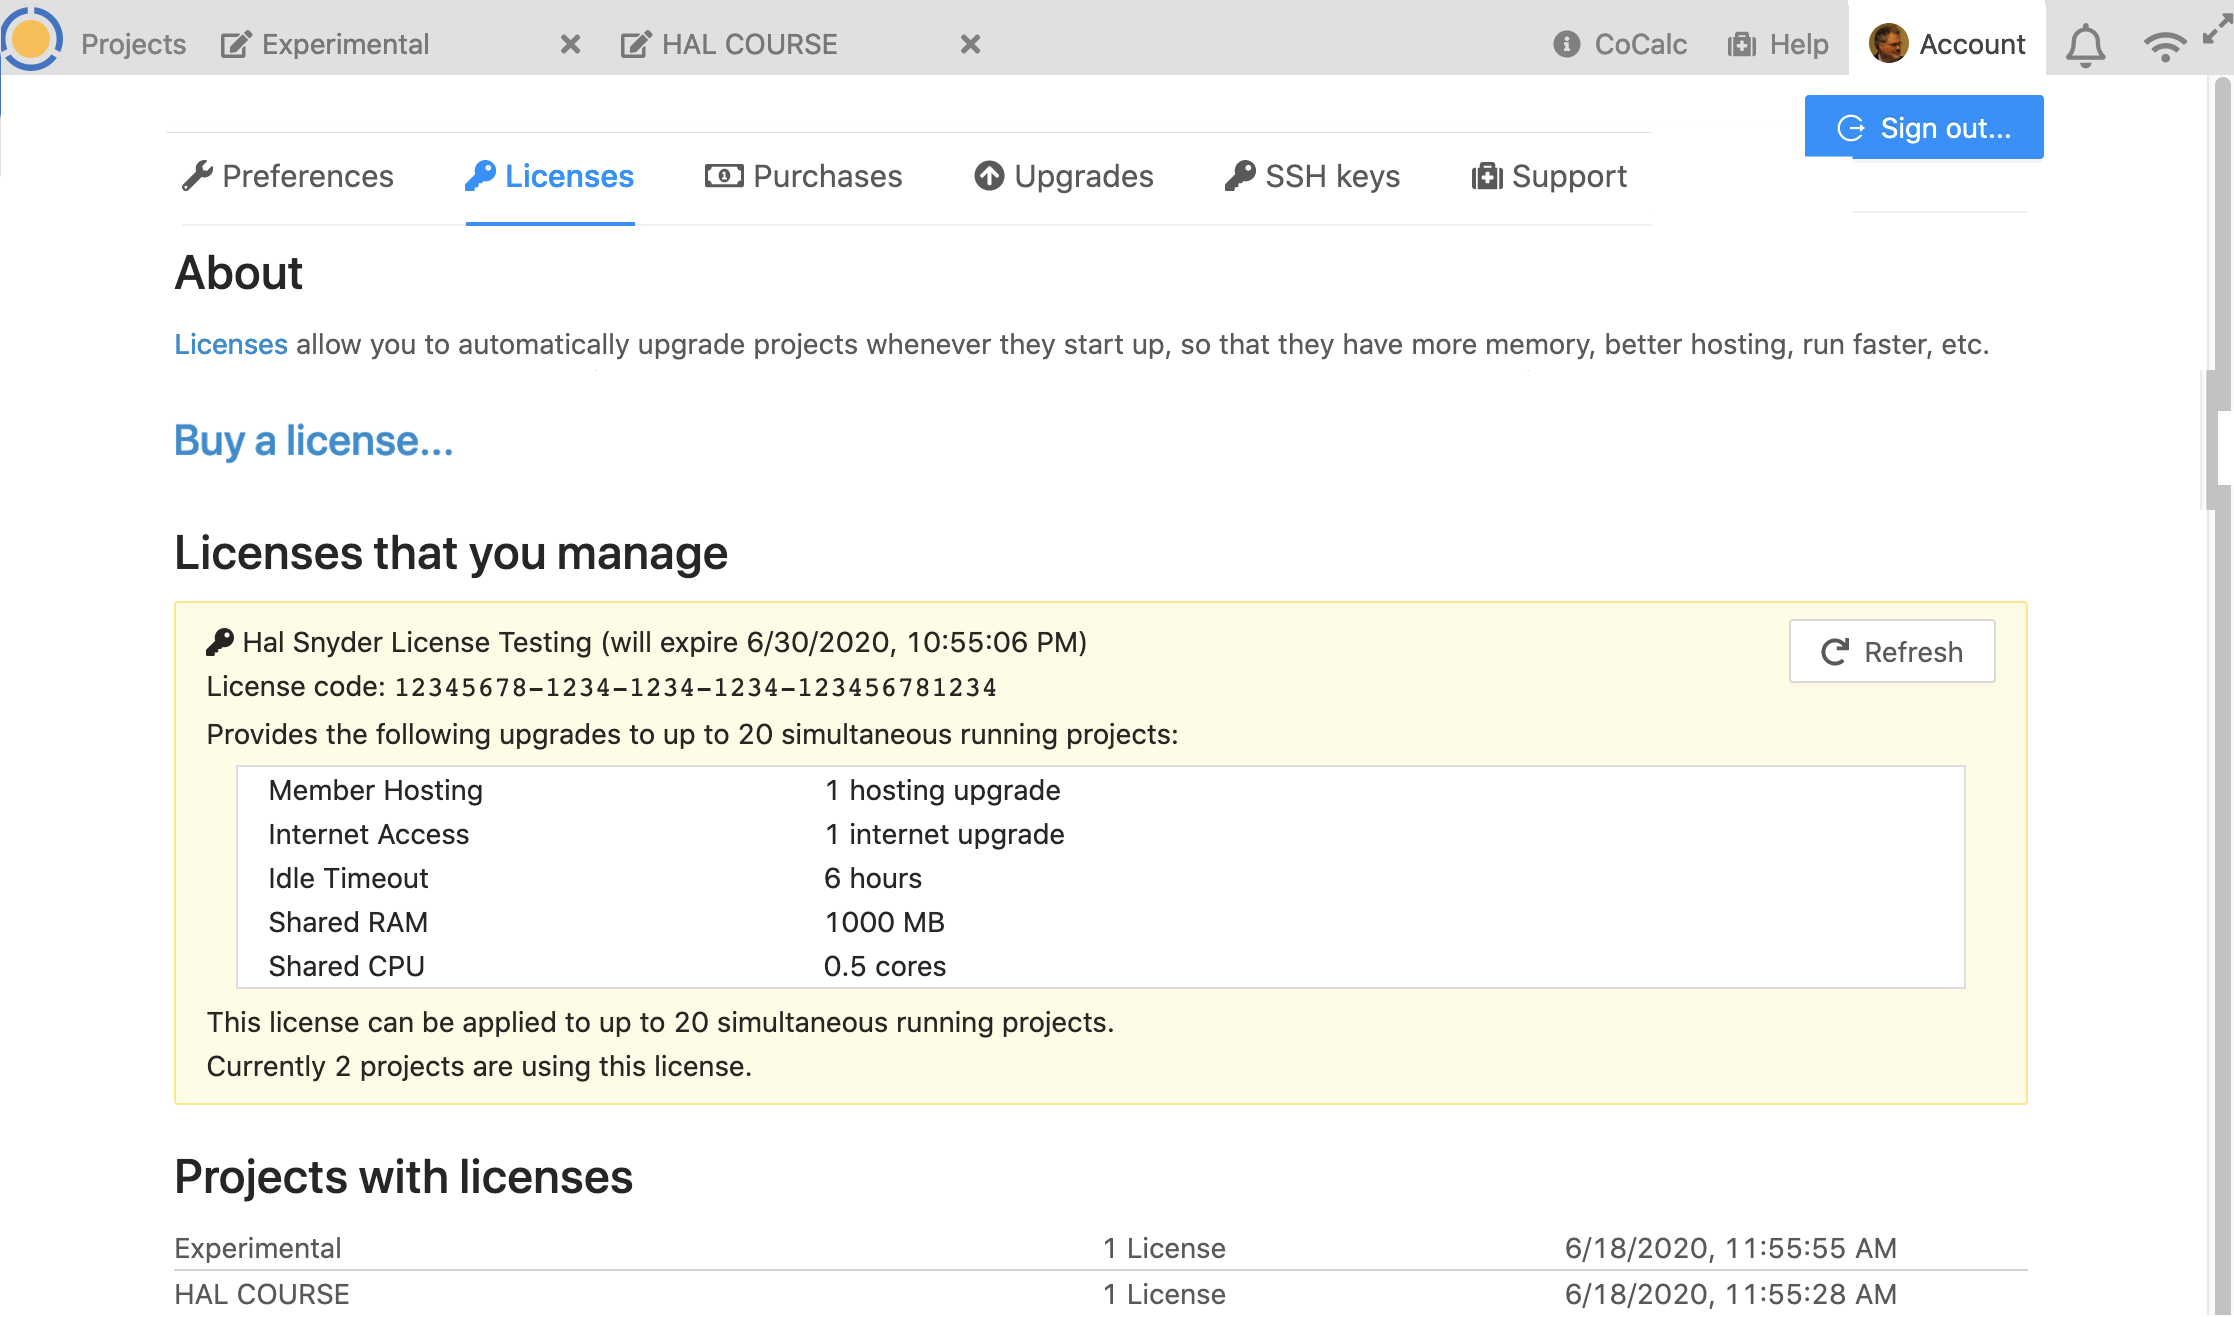 Projects Experimental HAL COURSE CoCalc Help Account
Sign out...
Preferences Licenses Purchases Upgrades SSH keys Support
About
Licenses allow you to automatically upgrade projects whenever they start up, so that they have more memory, better hosting, run faster, etc.
Buy a license...
Licenses that you manage
Hal Snyder License Testing (will expire 6/30/2020, 10:55:06 PM)
Refresh
License code: 12345678-1234-1234-1234-123456781234
Provides the following upgrades to up to 20 simultaneous running projects:
Member Hosting 1 hosting upgrade
Internet Access 1 internet upgrade
Idle Timeout 6 hours
Shared RAM 1000 MB
Shared CPU 0.5 cores
This license can be applied to up to 20 simultaneous running projects.
Currently 2 projects are using this license.
Projects with licenses
Experimental 1 License 6/18/2020, 11:55:55 AM
HAL COURSE 1 License 6/18/2020, 11:55:28 AM